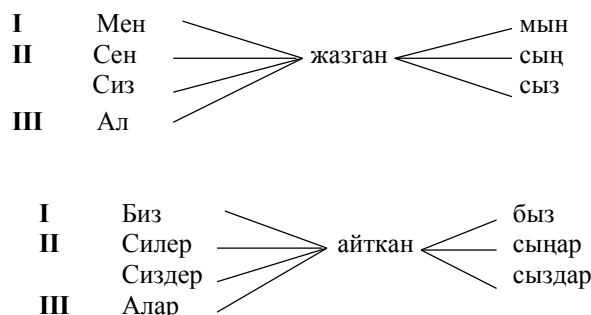 I Мен жазган мын
II Сен сың
Сиз сыз
III Ал
I Биз айткан быз
II Силер сыңар
Сиздер сыздар
III Алар